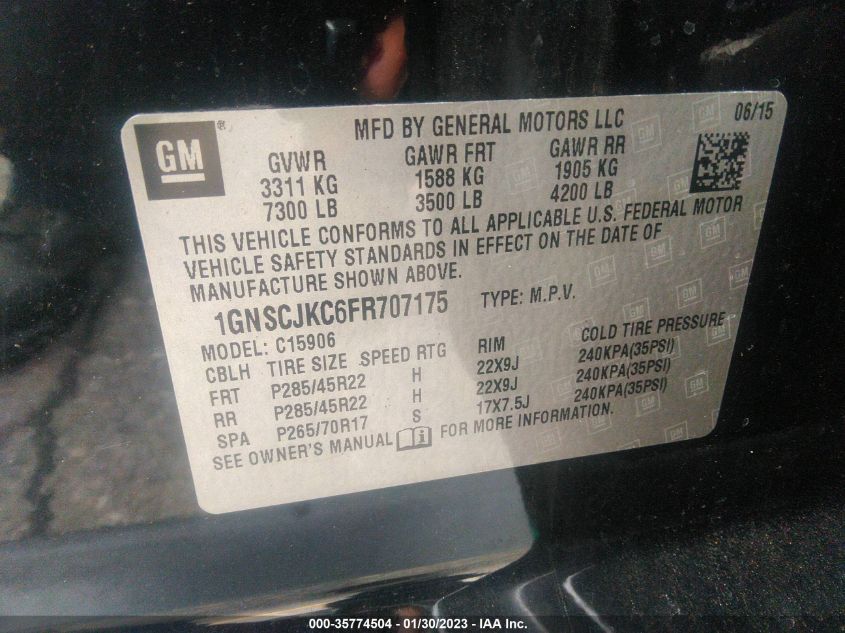 GM ®
MFD BY GENERAL MOTORS LLC 06/15
GVWR GAWR FRT GAWR RR
3311 KG 1588 KG 1905 KG
7300 LB 3500 LB 4200 LB
THIS VEHICLE CONFORMS TO ALL APPLICABLE U.S. FEDERAL MOTOR
VEHICLE SAFETY STANDARDS IN EFFECT ON THE DATE OF
MANUFACTURE SHOWN ABOVE.
1GNSCJKC6FR707175 TYPE: M.P.V.
MODEL: C15906
CBLH TIRE SIZE SPEED RTG RIM COLD TIRE PRESSURE
FRT P285/45R22 H 22X9J 240KPA(35PSI)
RR P285/45R22 H 22X9J 240KPA(35PSI)
SPA P265/70R17 S 17X7.5J 240KPA(35PSI)
SEE OWNER'S MANUAL FOR MORE INFORMATION.
000-35774504 - 01/30/2023 - IAA Inc.